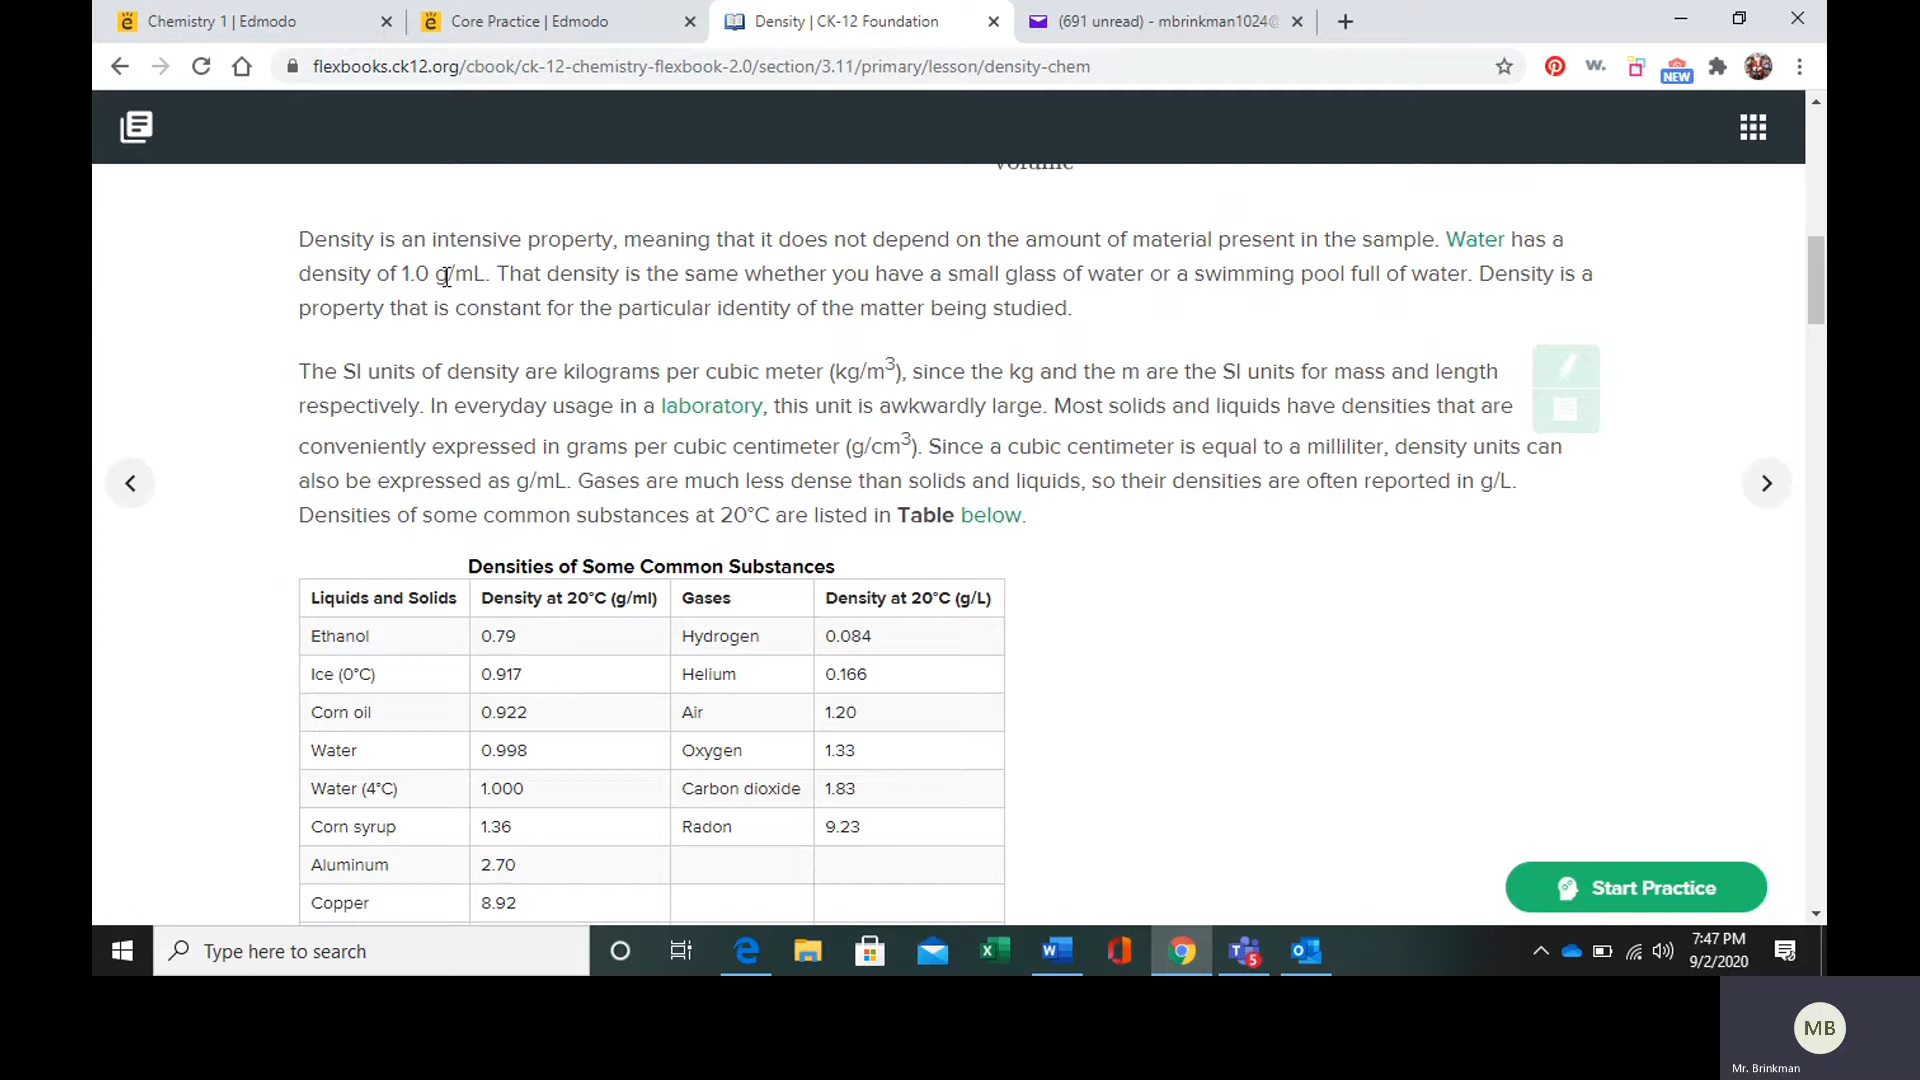 Chemistry 1 | Edmodo
Core Practice | Edmodo
Density | CK-12 Foundation
(691 unread) - mbrinkman1024@
flexbooks.ck12.org/cbook/ck-12-chemistry-flexbook-2.0/section/3.11/primary/lesson/density-chem
w.
NEW
Density is an intensive property, meaning that it does not depend on the amount of material present in the sample. Water has a
density of 1.0 g/mL. That density is the same whether you have a small glass of water or a swimming pool full of water. Density is a
property that is constant for the particular identity of the matter being studied.
The SI units of density are kilograms per cubic meter (kg/m³), since the kg and the m are the SI units for mass and length
respectively. In everyday usage in a laboratory, this unit is awkwardly large. Most solids and liquids have densities that are
conveniently expressed in grams per cubic centimeter (g/cm³). Since a cubic centimeter is equal to a milliliter, density units can
also be expressed as g/mL. Gases are much less dense than solids and liquids, so their densities are often reported in g/L.
Densities of some common substances at 20°C are listed in Table below.
Densities of Some Common Substances
Liquids and Solids Density at 20°C (g/ml) Gases Density at 20°C (g/L)
Ethanol 0.79 Hydrogen 0.084
Ice (0°C) 0.917 Helium 0.166
Corn oil 0.922 Air 1.20
Water 0.998 Oxygen 1.33
Water (4°C) 1.000 Carbon dioxide 1.83
Corn syrup 1.36 Radon 9.23
Aluminum 2.70
Copper 8.92
Start Practice
Type here to search
5
7:47 PM
9/2/2020
MB
Mr. Brinkman